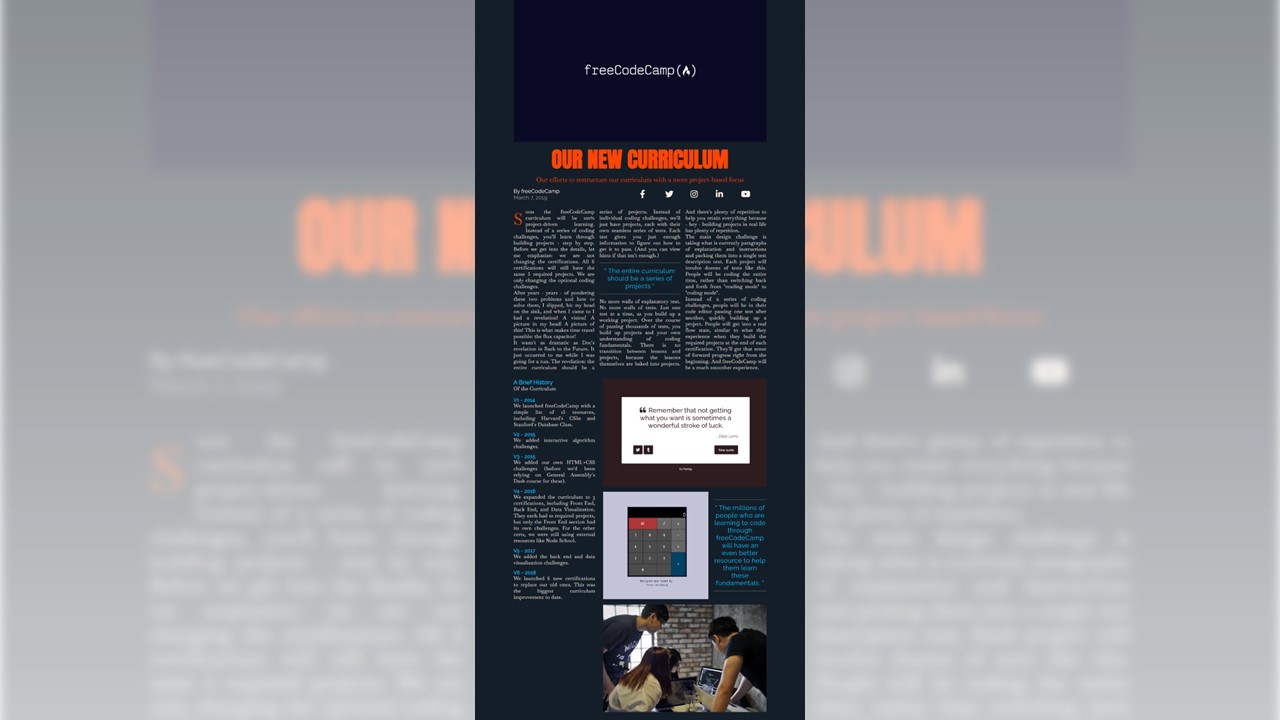 freeCodeCamp(🔥)
OUR NEW CURRICULUM
Our efforts to restructure our curriculum with a more project-based focus
By freeCodeCamp
March 7, 2019
Soon the freeCodeCamp
curriculum will be 100%
project-driven learning.
Instead of a series of coding
challenges, you'll learn through
building projects - step by step.
Before we get into the details, let
me emphasize: we are not
changing the certifications. All 6
certifications will still have the
same 5 required projects. We are
only changing the optional coding
challenges.
After years - years - of pondering
these two problems and how to
solve them, I slipped, hit my head
on the sink, and when I came to I
had a revelation! A vision! A
picture in my head! A picture of
this! This is what makes time travel
possible: the flux capacitor!
It wasn't as dramatic as Doc's
revelation in Back to the Future. It
just occurred to me while I was
going for a run. The revelation: the
entire curriculum should be a
series of projects. Instead of
individual coding challenges, we'll
just have projects, each with their
own seamless series of tests. Each
test gives you just enough
information to figure out how to
get it to pass. (And you can view
hints if that isn't enough.)
" The entire curriculum
should be a series of
projects "
No more walls of explanatory text.
No more walls of tests. Just one
test at a time, as you build up a
working project. Over the course
of passing thousands of tests, you
build up projects and your own
understanding of coding
fundamentals. There is no
transition between lessons and
projects, because the lessons
themselves are baked into projects.
And there's plenty of repetition to
help you retain everything because
- hey - building projects in real life
has plenty of repetition.
The main design challenge is
taking what is currently paragraphs
of explanation and instructions
and packing them into a single test
description text. Each project will
involve dozens of tests like this.
People will be coding the entire
time, rather than switching back
and forth from "reading mode" to
"coding mode".
Instead of a series of coding
challenges, people will be in their
code editor passing one test after
another, quickly building up a
project. People will get into a real
flow state, similar to what they
experience when they build the
required projects at the end of each
certification. They'll get that sense
of forward progress right from the
beginning. And freeCodeCamp will
be a much smoother experience.
A Brief History
Of the Curriculum
V1 - 2014
We launched freeCodeCamp with a
simple list of 15 resources,
including Harvard's CS50 and
Stanford's Database Class.
V2 - 2015
We added interactive algorithm
challenges.
V3 - 2015
We added our own HTML+CSS
challenges (before we'd been
relying on General Assembly's
Dash course for these).
V4 - 2016
We expanded the curriculum to 3
certifications, including Front End,
Back End, and Data Visualization.
They each had 10 required projects,
but only the Front End section had
its own challenges. For the other
certs, we were still using external
resources like Node School.
V5 - 2017
We added the back end and data
visualization challenges.
V6 - 2018
We launched 6 new certifications
to replace our old ones. This was
the biggest curriculum
improvement to date.
Remember that not getting
what you want is sometimes a
wonderful stroke of luck.
- Dalai Lama
New quote
" The millions of
people who are
learning to code
through
freeCodeCamp
will have an
even better
resource to help
them learn
these
fundamentals. "